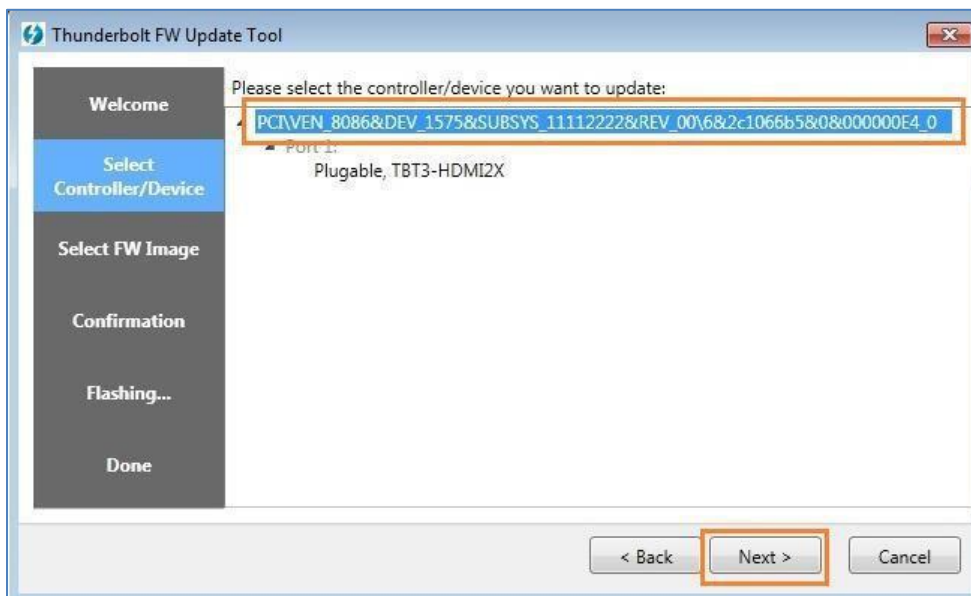 Thunderbolt FW Update Tool
Welcome
Select
Controller/Device
Select FW Image
Confirmation
Flashing...
Done
Please select the controller/device you want to update:
PCI\VEN_8086&DEV_1575&SUBSYS_11112222&REV_00\6&2c1066b5&0&000000E4_0
Port 1:
Plugable, TBT3-HDMI2X
< Back
Next >
Cancel